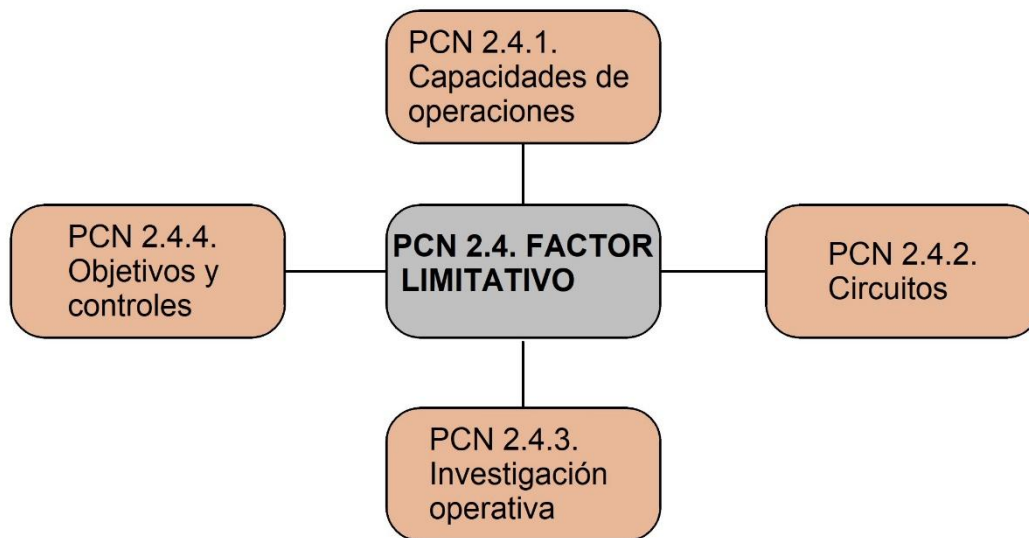 PCN 2.4.1.
Capacidades de
operaciones
PCN 2.4.4.
Objetivos y
controles
PCN 2.4. FACTOR
LIMITATIVO
PCN 2.4.2.
Circuitos
PCN 2.4.3.
Investigación
operativa